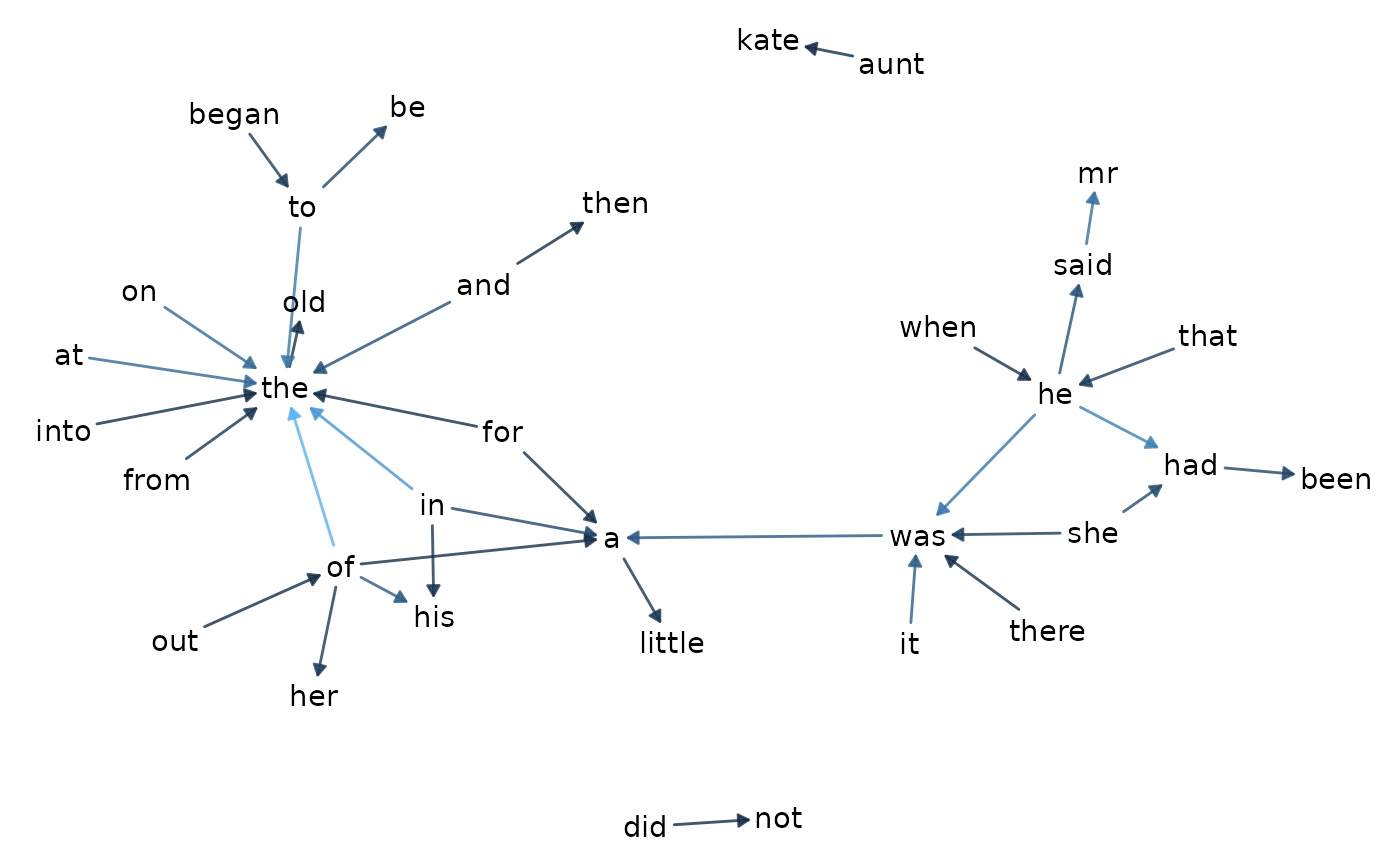 kate
aunt
began
be
to
then
mr
on
old
and
said
at
the
when
that
he
into
for
from
in
had
been
of
a
was
she
out
his
little
it
there
her
did
not